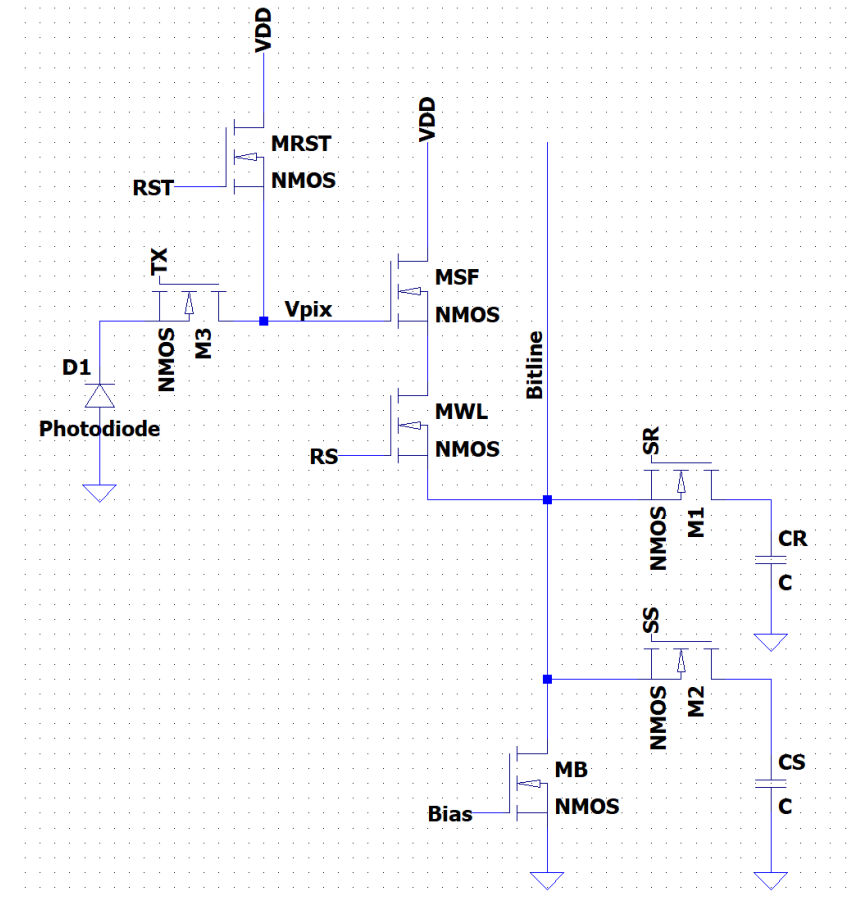 VDD
MRST
NMOS
RST
VDD
TX
MSF
NMOS
Vpix
NMOS
M3
D1
Photodiode
Bitline
MWL
NMOS
RS
SR
NMOS
M1
CR
C
SS
NMOS
M2
CS
C
MB
NMOS
Bias